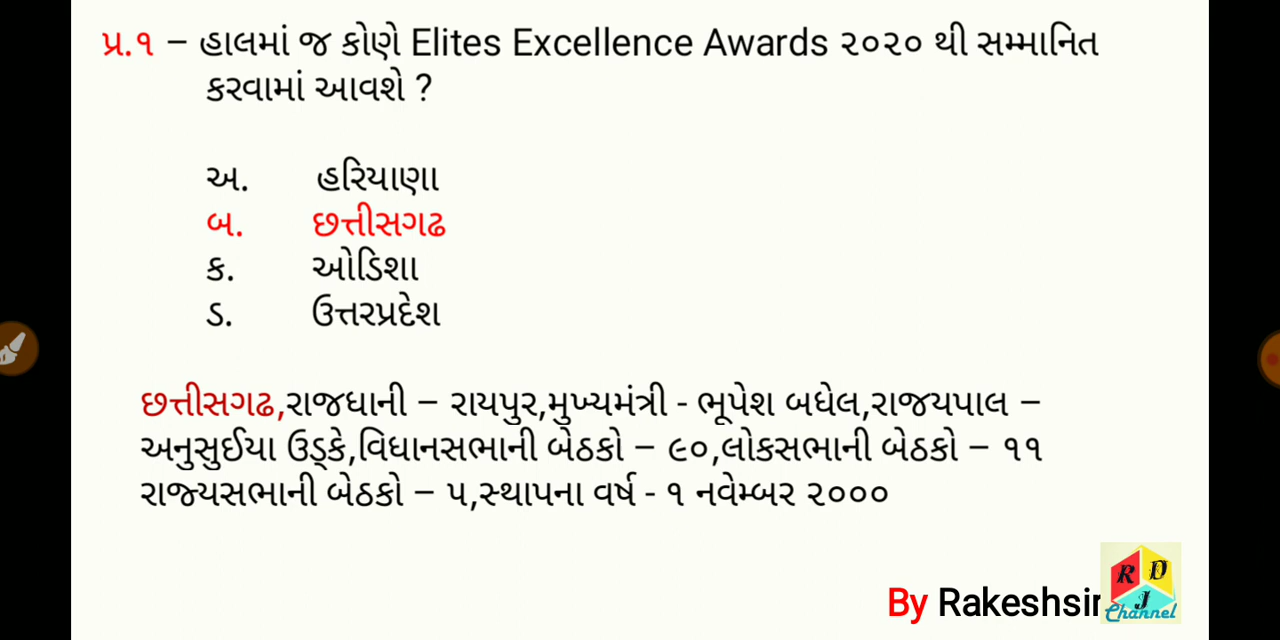 પ્ર.૧ – હાલમાં જ કોણે Elites Excellence Awards ૨૦૨૦ થી સમ્માનિત
કરવામાં આવશે ?
અ. હરિયાણા
બ. છત્તીસગઢ
ક. ઓડિશા
ડ. ઉત્તરપ્રદેશ
છત્તીસગઢ,રાજધાની – રાયપુર,મુખ્યમંત્રી - ભૂપેશ બઘેલ,રાજયપાલ –
અનુસુઈયા ઉડ્કે,વિધાનસભાની બેઠકો – ૯૦,લોકસભાની બેઠકો – ૧૧
રાજ્યસભાની બેઠકો – ૫,સ્થાપના વર્ષ - ૧ નવેમ્બર ૨૦૦૦
By Rakeshsir
R D
J
Channel